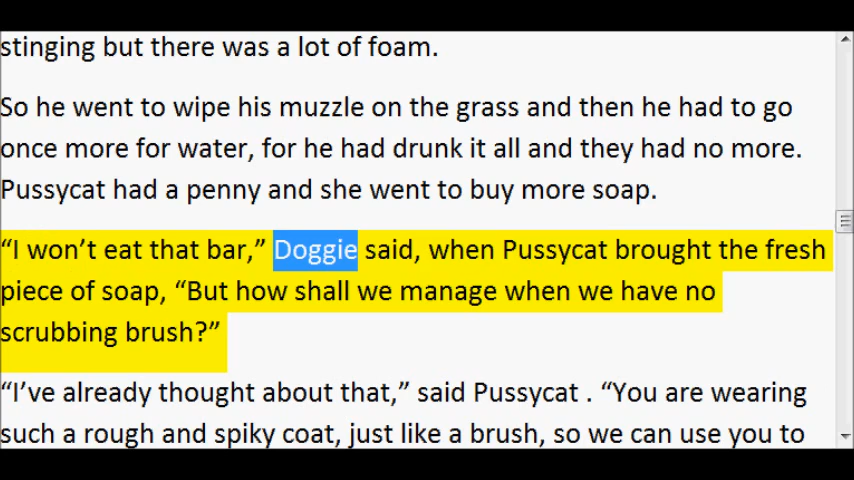 stinging but there was a lot of foam.
So he went to wipe his muzzle on the grass and then he had to go
once more for water, for he had drunk it all and they had no more.
Pussycat had a penny and she went to buy more soap.
“I won’t eat that bar,” Doggie said, when Pussycat brought the fresh
piece of soap, “But how shall we manage when we have no
scrubbing brush?”
“I’ve already thought about that,” said Pussycat . “You are wearing
such a rough and spiky coat, just like a brush, so we can use you to